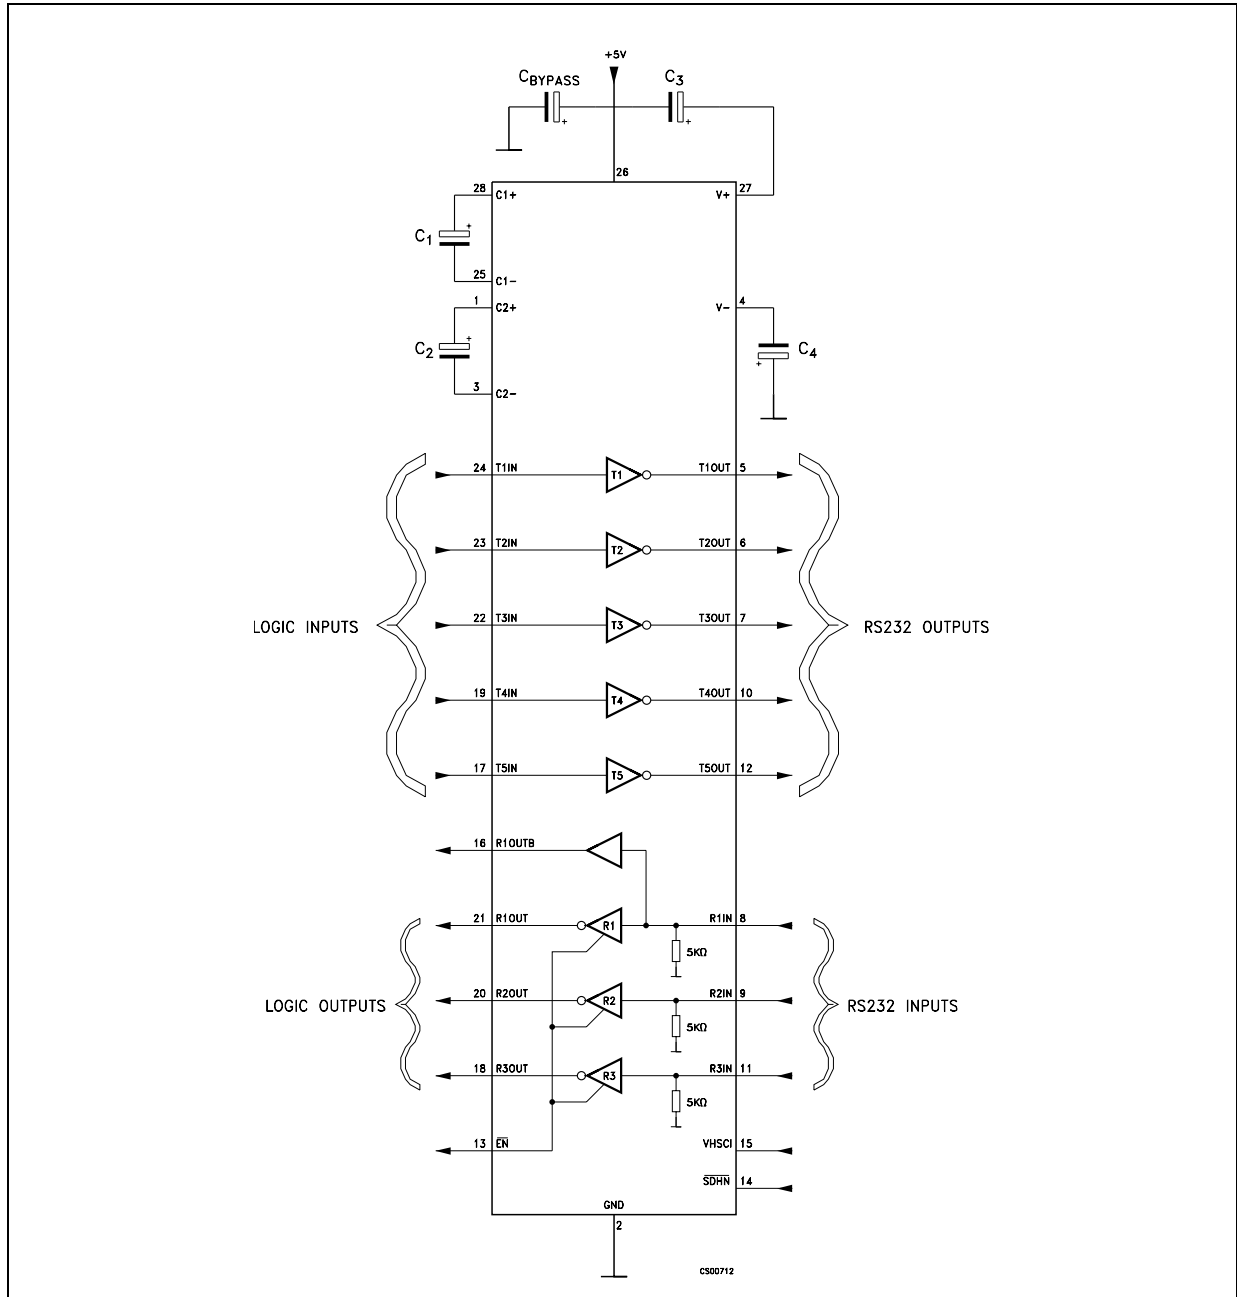 +5V
CBYPASS C3
+ +
26
28 C1+ V+ 27
C1 +
25 C1-
1 C2+ V- 4
C2 + C4
+
3 C2-
24 T1IN T1 T1OUT 5
23 T2IN T2 T2OUT 6
LOGIC INPUTS 22 T3IN T3 T3OUT 7 RS232 OUTPUTS
19 T4IN T4 T4OUT 10
17 T5IN T5 T5OUT 12
16 R1OUTB
21 R1OUT R1 R1IN 8
5KΩ
LOGIC OUTPUTS 20 R2OUT R2 R2IN 9 RS232 INPUTS
5KΩ
18 R3OUT R3 R3IN 11
5KΩ
13 EN VHSCI 15
SDHN 14
GND
2
CS00712